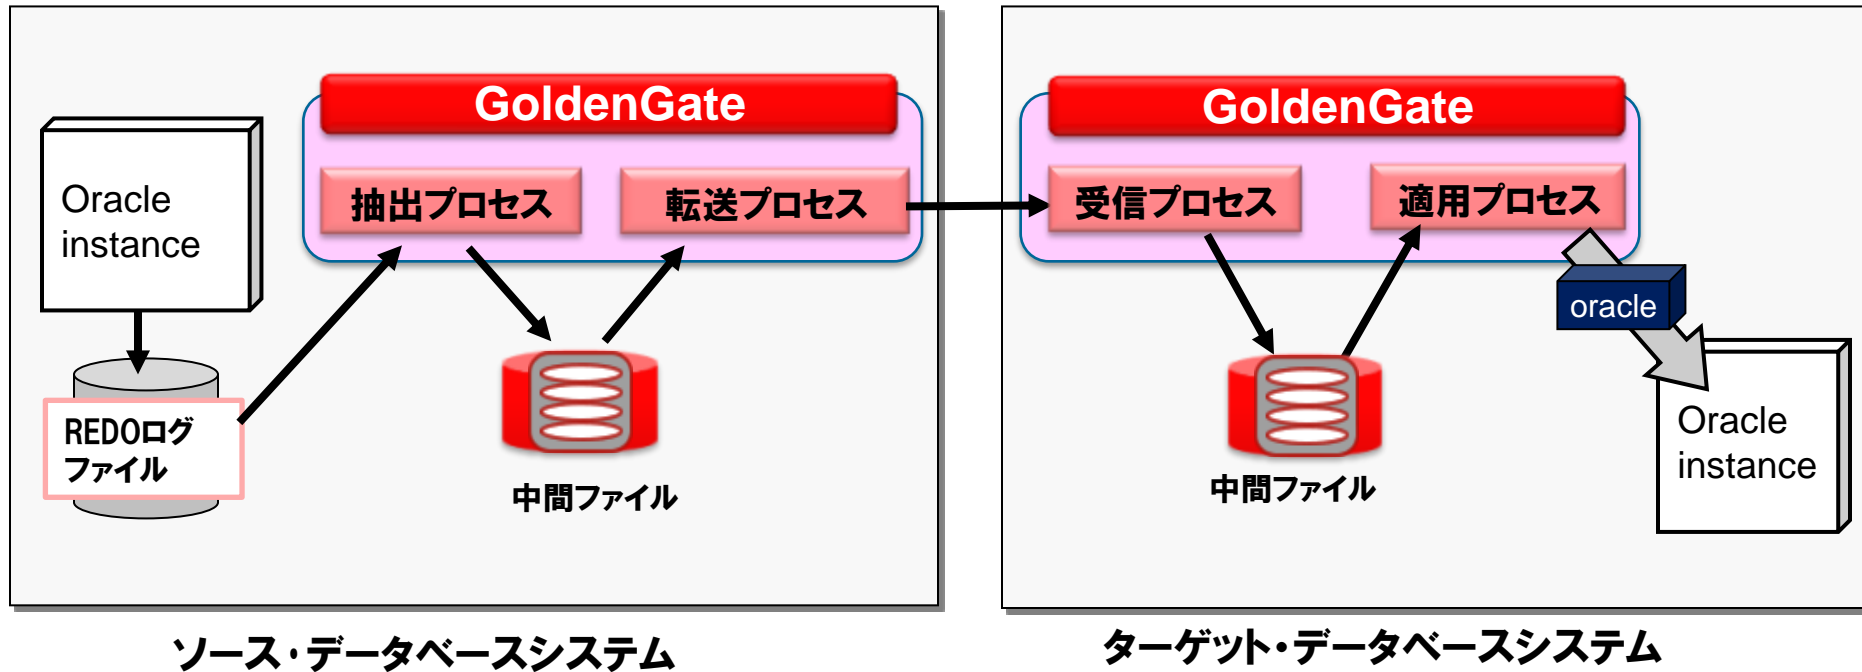 GoldenGate
抽出プロセス
転送プロセス
Oracle
instance
REDOログ
ファイル
中間ファイル
ソース・データベースシステム
GoldenGate
受信プロセス
適用プロセス
oracle
中間ファイル
Oracle
instance
ターゲット・データベースシステム